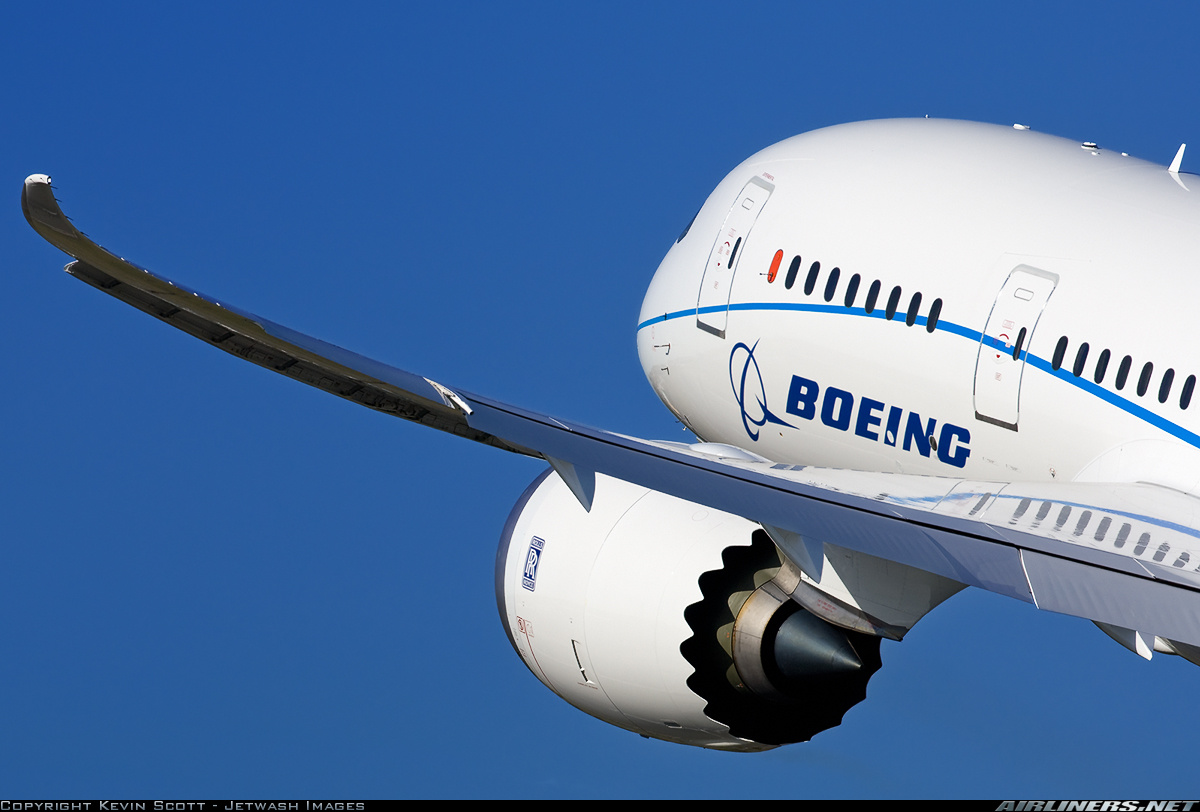 BOEING
Copyright Kevin Scott - Jetwash Images
AIRLINERS.NET